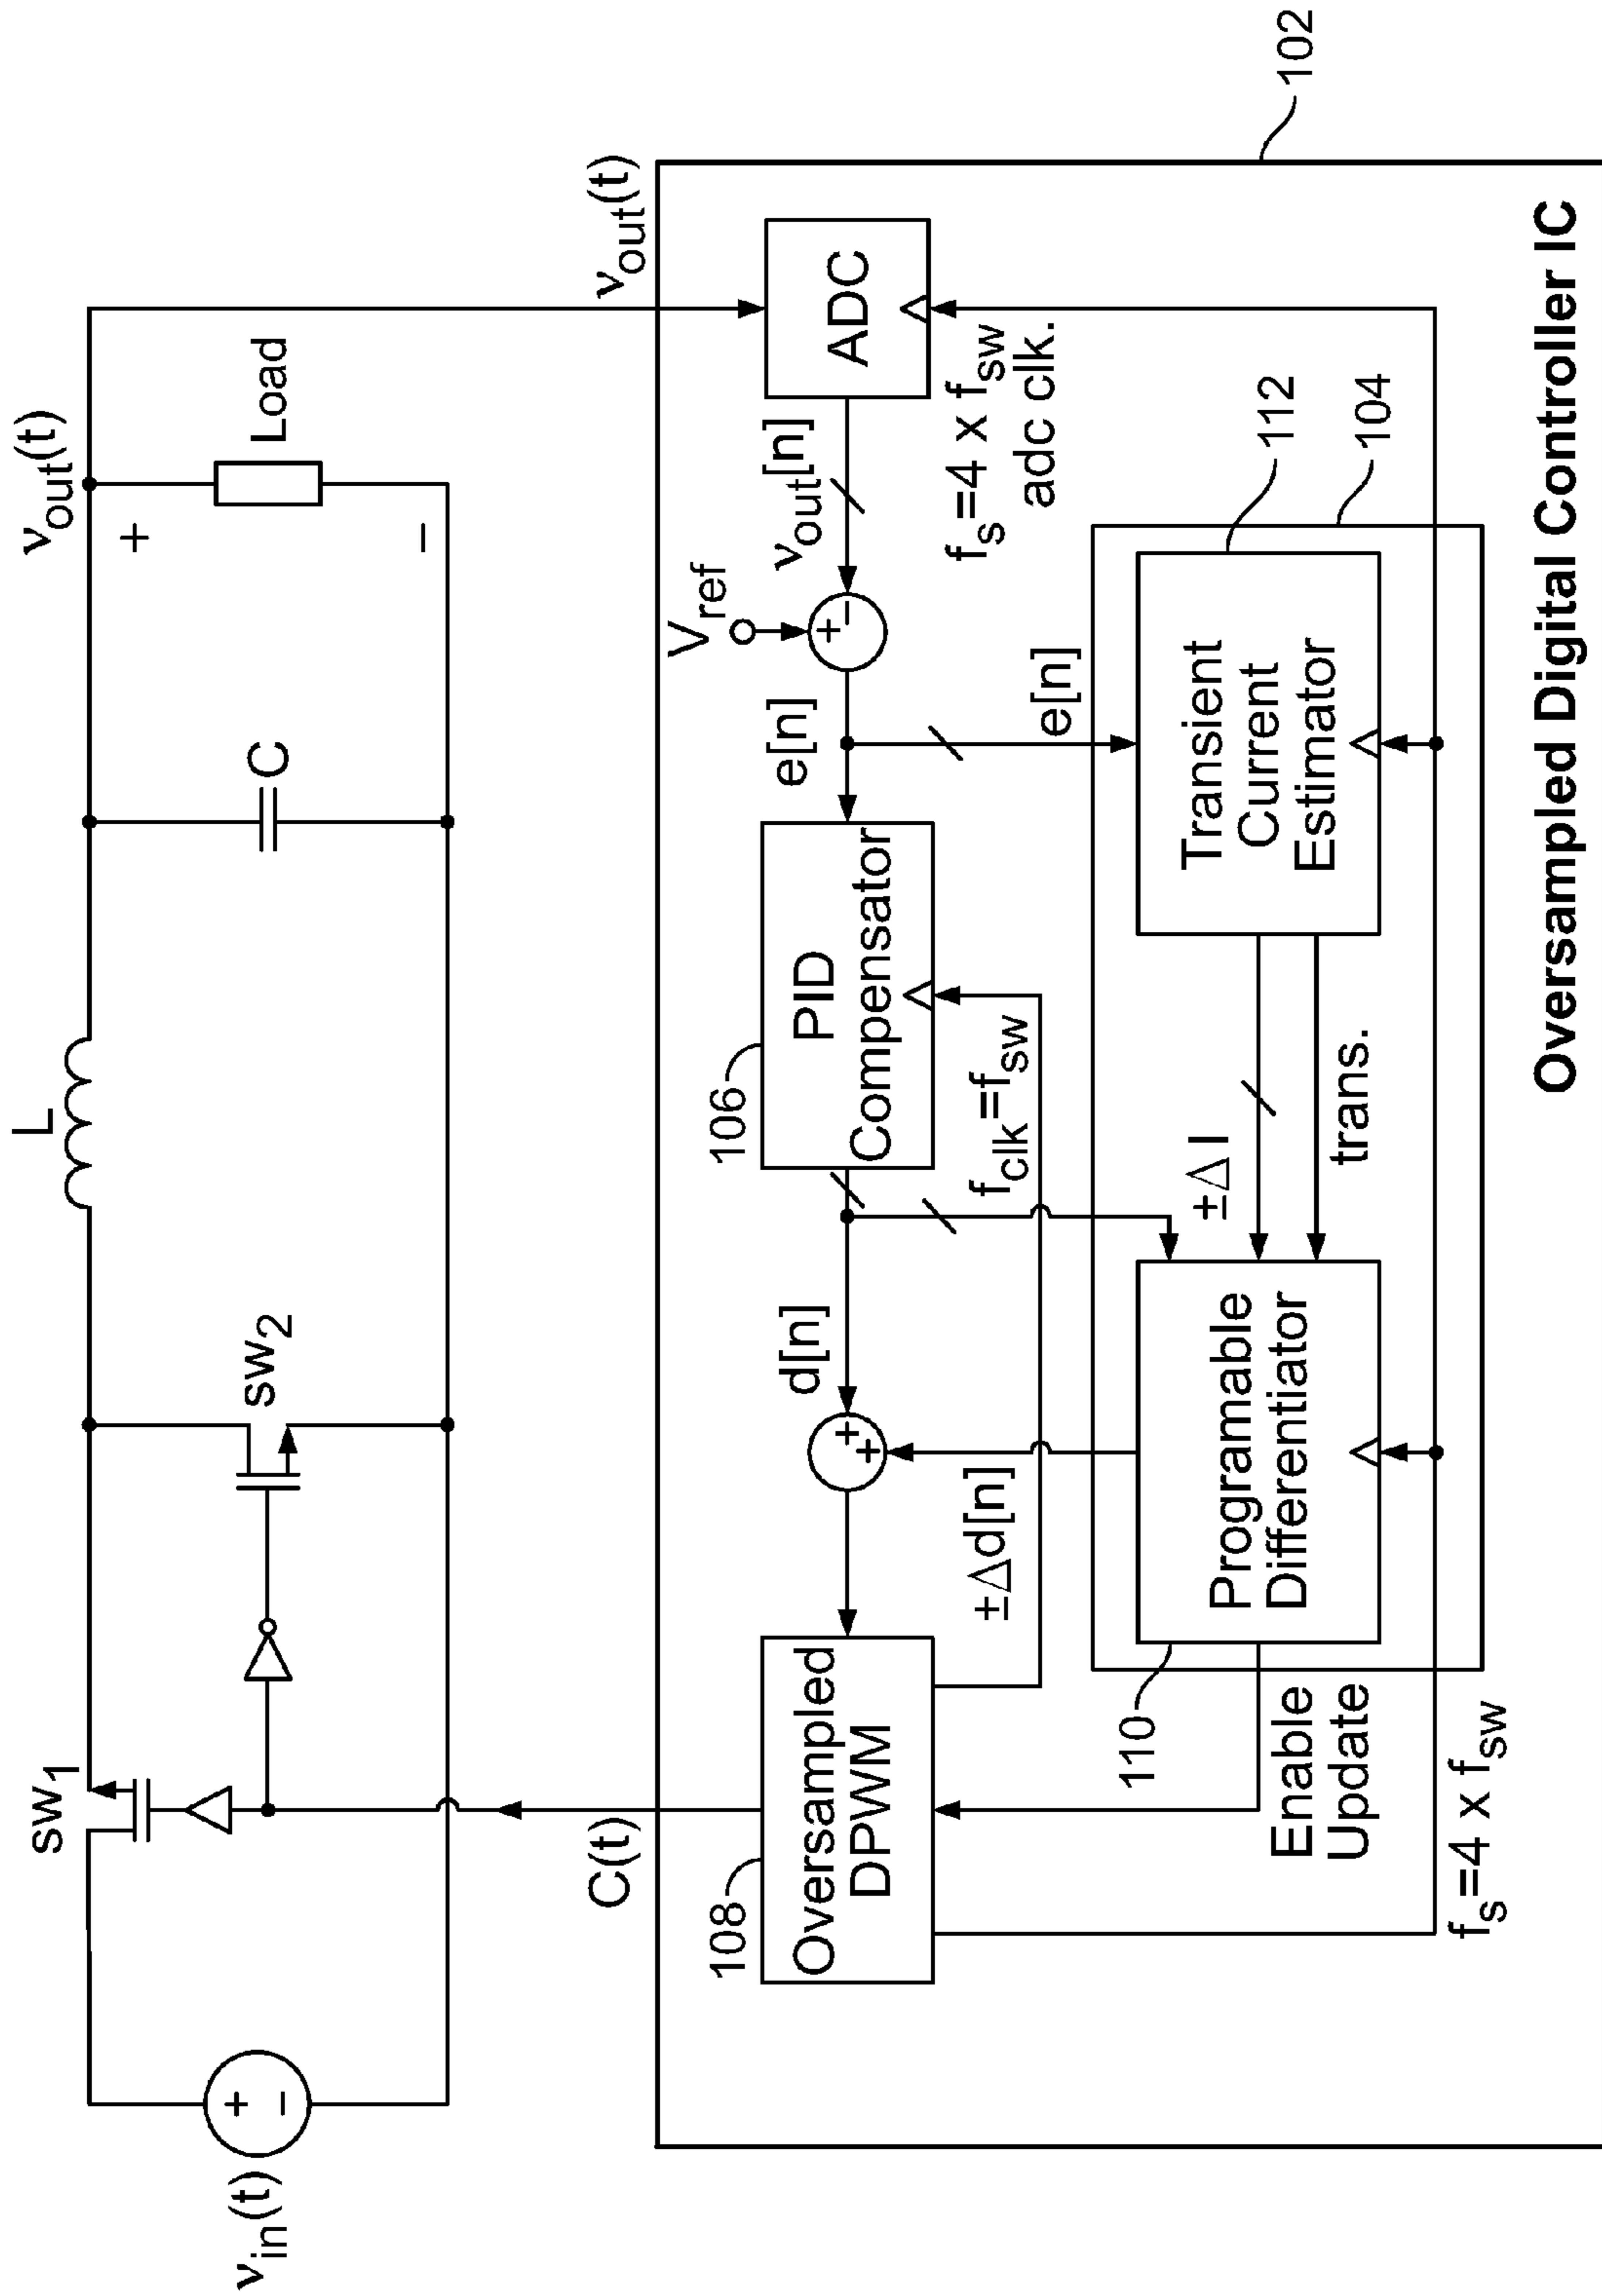 v_in(t)
+
−
sw_1
sw_2
L
C
v_out(t)
+
−
Load
C(t)
v_out(t)
102
108
Oversampled
DPWM
d[n]
+
+
±Δd[n]
106
PID
Compensator
f_clk=f_sw
e[n]
V_ref
+
−
v_out[n]
ADC
f_s=4 x f_sw
adc clk.
e[n]
Enable
Update
110
Programable
Differentiator
±ΔI
trans.
Transient
Current
Estimator
112
104
f_s=4 x f_sw
Oversampled Digital Controller IC